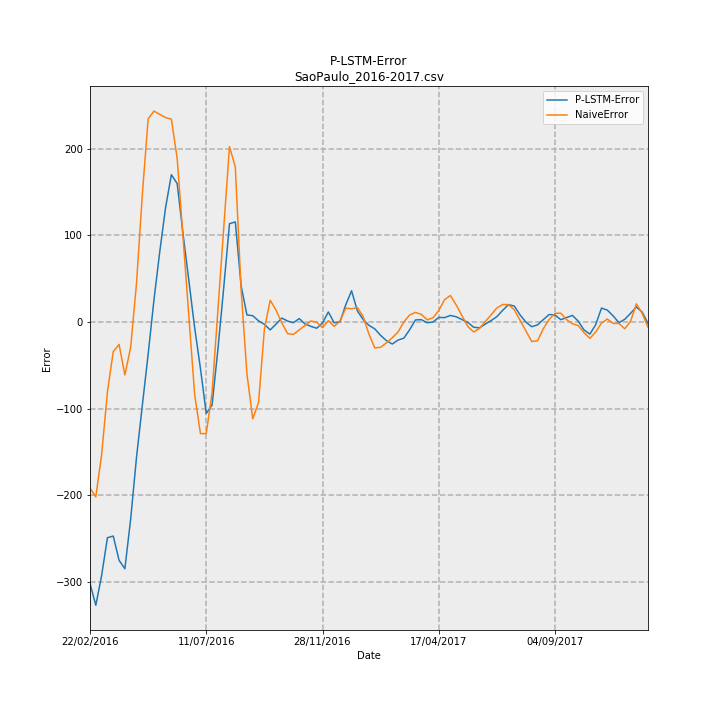 P-LSTM-Error
SaoPaulo_2016-2017.csv
P-LSTM-Error
NaiveError
200
100
0
−100
−200
−300
Error
22/02/2016
11/07/2016
28/11/2016
17/04/2017
04/09/2017
Date